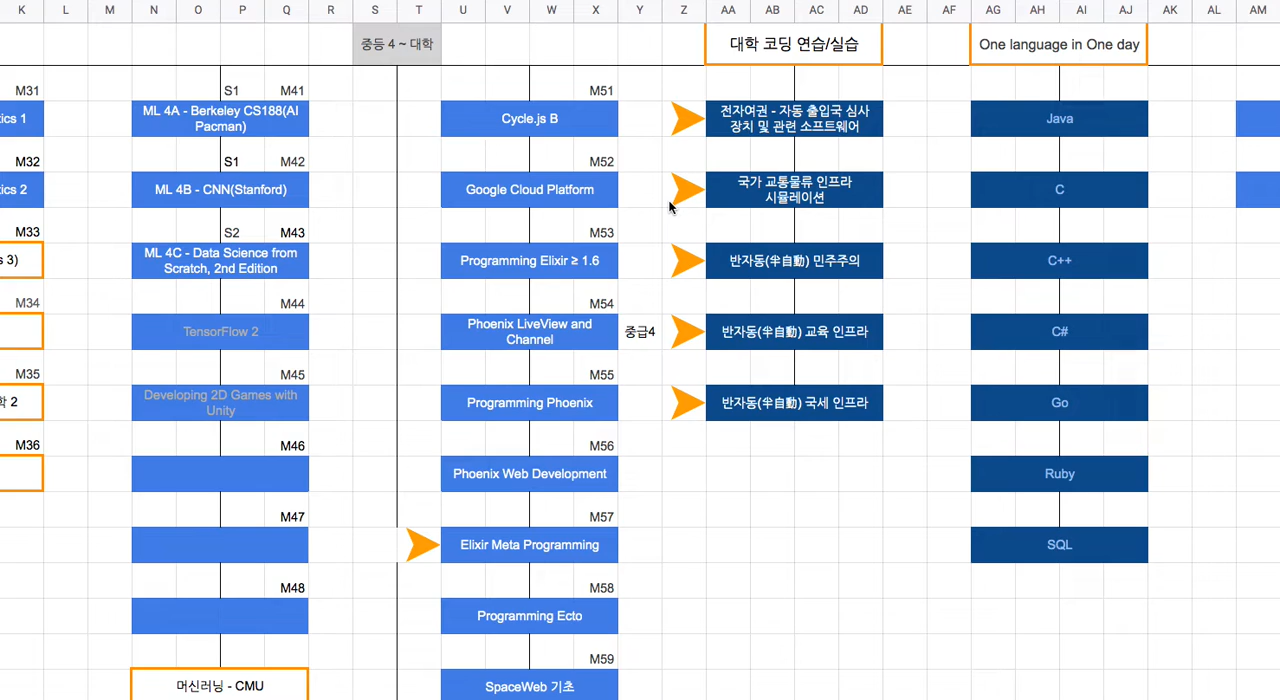 K L M N O P Q R S T U V W X Y Z AA AB AC AD AE AF AG AH AI AJ AK AL AM
중등 4 ~ 대학
대학 코딩 연습/실습
One language in One day
M31
S1 M41
M51
tics 1
ML 4A - Berkeley CS188(AI
Pacman)
Cycle.js B
전자여권 - 자동 출입국 심사
장치 및 관련 소프트웨어
Java
M32
S1 M42
M52
tics 2
ML 4B - CNN(Stanford)
Google Cloud Platform
국가 교통물류 인프라
시뮬레이션
C
M33
S2 M43
M53
s 3)
ML 4C - Data Science from
Scratch, 2nd Edition
Programming Elixir ≥ 1.6
반자동(半自動) 민주주의
C++
M34
M44
M54
TensorFlow 2
Phoenix LiveView and
Channel
중급4
반자동(半自動) 교육 인프라
C#
M35
M45
M55
학 2
Developing 2D Games with
Unity
Programming Phoenix
반자동(半自動) 국세 인프라
Go
M36
M46
M56
Phoenix Web Development
Ruby
M47
M57
Elixir Meta Programming
SQL
M48
M58
Programming Ecto
M59
머신러닝 - CMU
SpaceWeb 기초